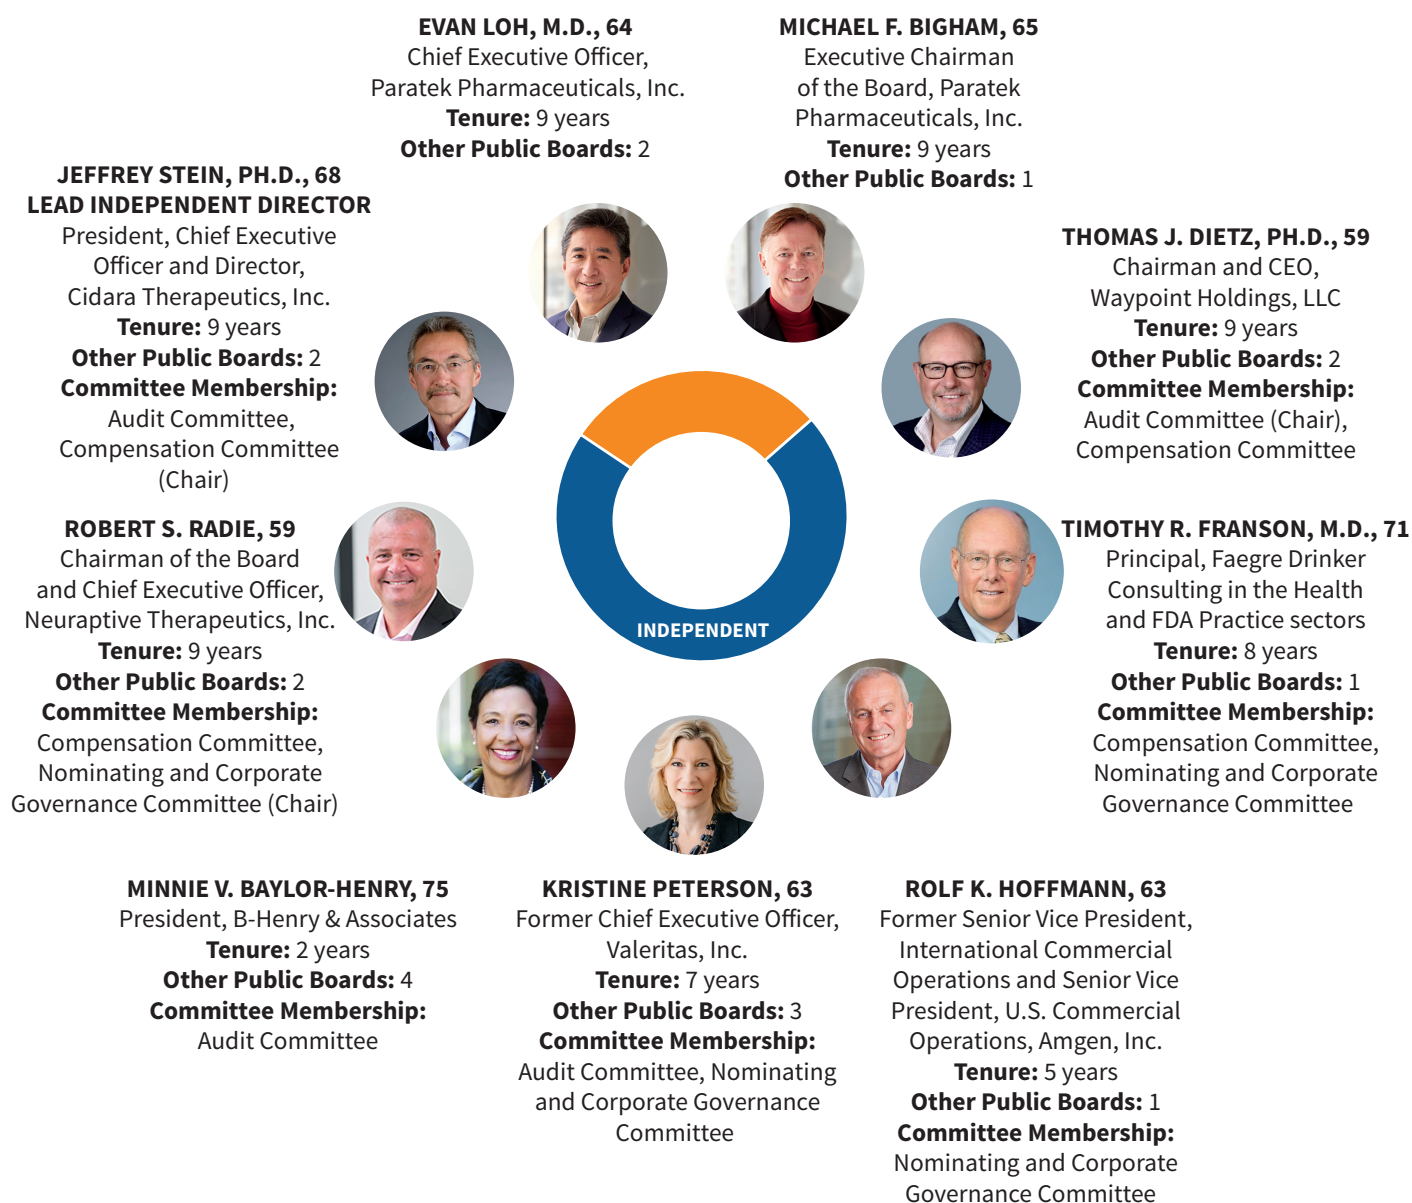 EVAN LOH, M.D., 64
Chief Executive Officer,
Paratek Pharmaceuticals, Inc.
Tenure: 9 years
Other Public Boards: 2
MICHAEL F. BIGHAM, 65
Executive Chairman
of the Board, Paratek
Pharmaceuticals, Inc.
Tenure: 9 years
Other Public Boards: 1
JEFFREY STEIN, PH.D., 68
LEAD INDEPENDENT DIRECTOR
President, Chief Executive
Officer and Director,
Cidara Therapeutics, Inc.
Tenure: 9 years
Other Public Boards: 2
Committee Membership:
Audit Committee,
Compensation Committee
(Chair)
THOMAS J. DIETZ, PH.D., 59
Chairman and CEO,
Waypoint Holdings, LLC
Tenure: 9 years
Other Public Boards: 2
Committee Membership:
Audit Committee (Chair),
Compensation Committee
ROBERT S. RADIE, 59
Chairman of the Board
and Chief Executive Officer,
Neuraptive Therapeutics, Inc.
Tenure: 9 years
Other Public Boards: 2
Committee Membership:
Compensation Committee,
Nominating and Corporate
Governance Committee (Chair)
INDEPENDENT
TIMOTHY R. FRANSON, M.D., 71
Principal, Faegre Drinker
Consulting in the Health
and FDA Practice sectors
Tenure: 8 years
Other Public Boards: 1
Committee Membership:
Compensation Committee,
Nominating and Corporate
Governance Committee
MINNIE V. BAYLOR-HENRY, 75
President, B-Henry & Associates
Tenure: 2 years
Other Public Boards: 4
Committee Membership:
Audit Committee
KRISTINE PETERSON, 63
Former Chief Executive Officer,
Valeritas, Inc.
Tenure: 7 years
Other Public Boards: 3
Committee Membership:
Audit Committee, Nominating
and Corporate Governance
Committee
ROLF K. HOFFMANN, 63
Former Senior Vice President,
International Commercial
Operations and Senior Vice
President, U.S. Commercial
Operations, Amgen, Inc.
Tenure: 5 years
Other Public Boards: 1
Committee Membership:
Nominating and Corporate
Governance Committee